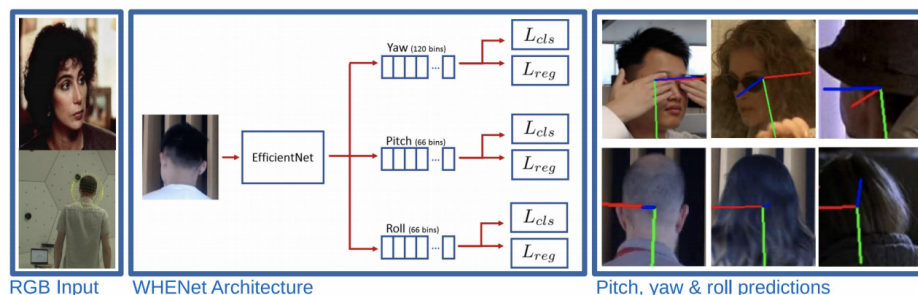 Yaw (120 bins)
...
L_cls
L_reg
EfficientNet
Pitch (66 bins)
...
L_cls
L_reg
Roll (66 bins)
...
L_cls
L_reg
RGB Input
WHENet Architecture
Pitch, yaw & roll predictions